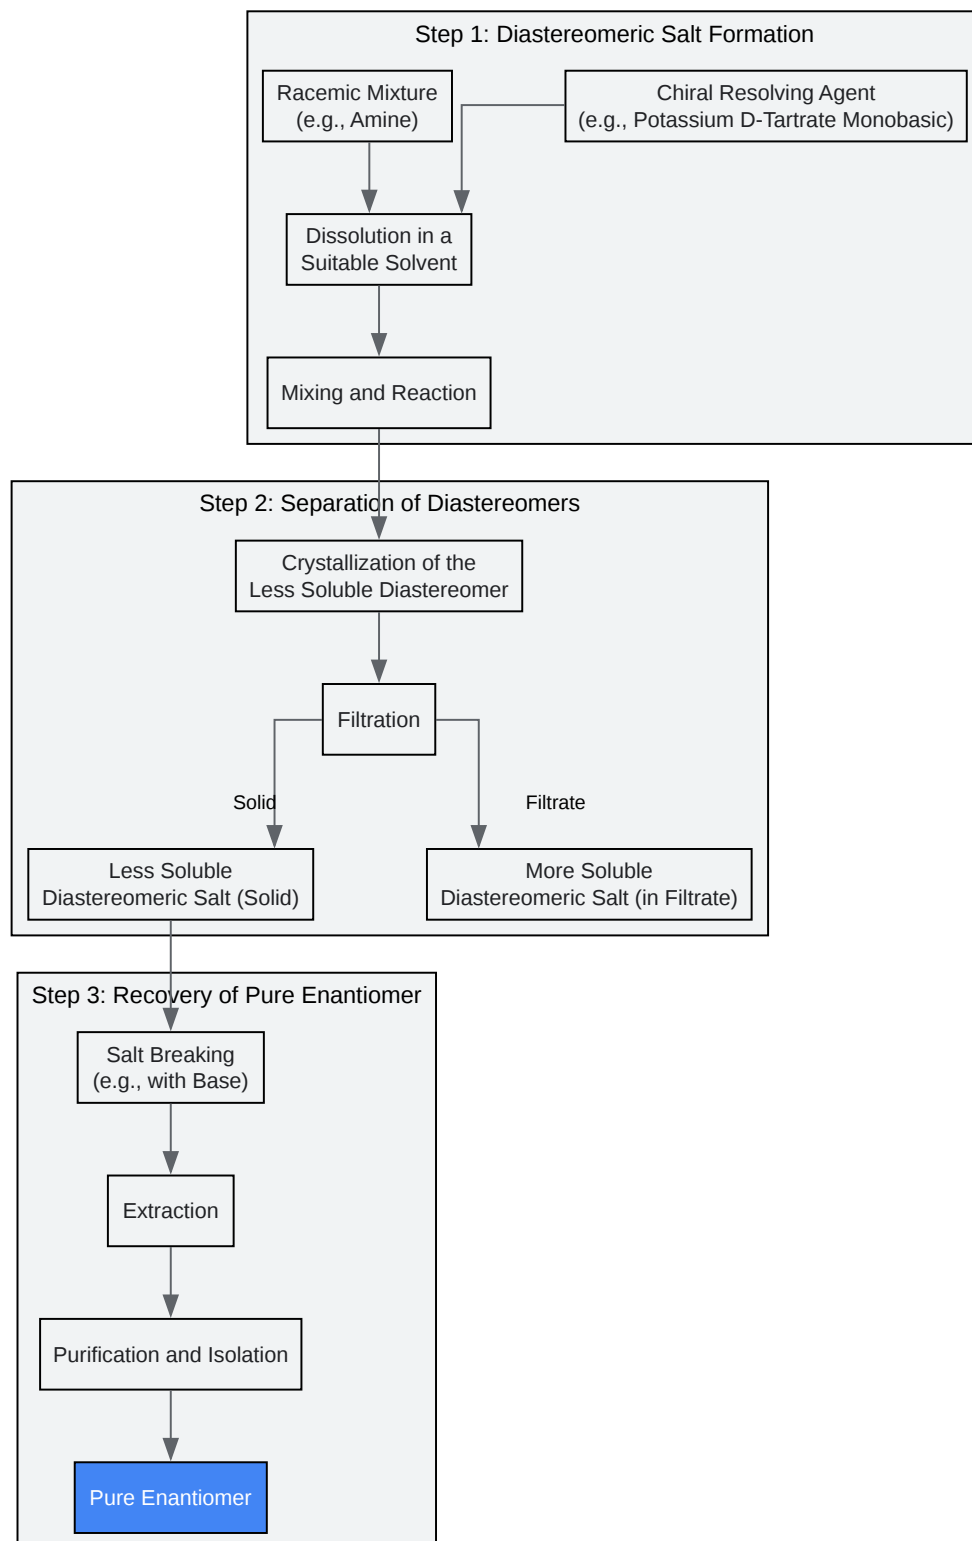 Step 1: Diastereomeric Salt Formation
Racemic Mixture
(e.g., Amine)
Chiral Resolving Agent
(e.g., Potassium D-Tartrate Monobasic)
Dissolution in a
Suitable Solvent
Mixing and Reaction
Step 2: Separation of Diastereomers
Crystallization of the
Less Soluble Diastereomer
Filtration
Solid
Filtrate
Less Soluble
Diastereomeric Salt (Solid)
More Soluble
Diastereomeric Salt (in Filtrate)
Step 3: Recovery of Pure Enantiomer
Salt Breaking
(e.g., with Base)
Extraction
Purification and Isolation
Pure Enantiomer